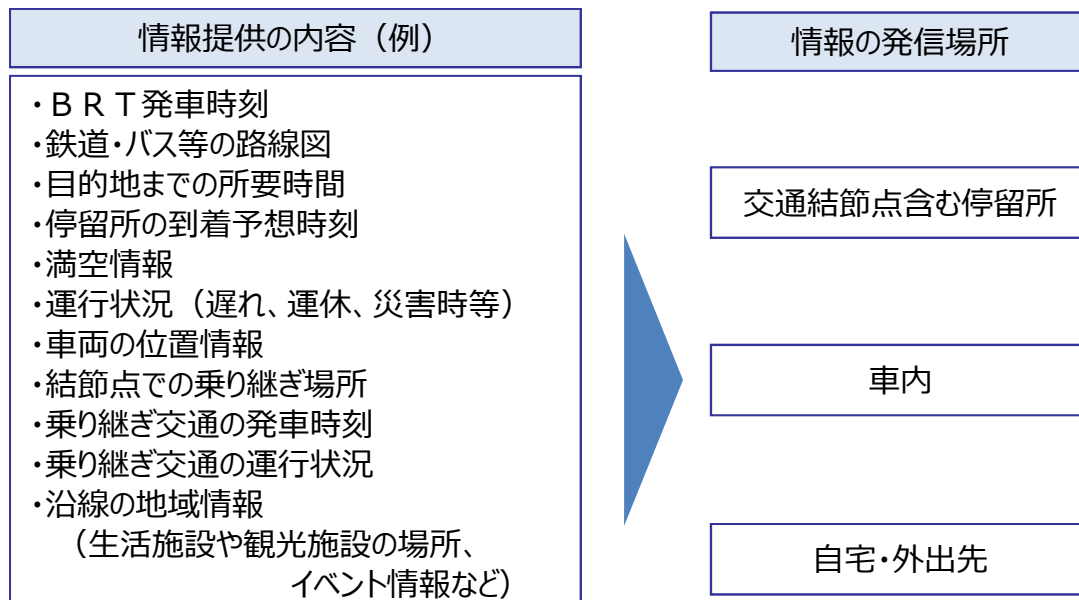 情報提供の内容（例）
・ＢＲＴ発車時刻
・鉄道・バス等の路線図
・目的地までの所要時間
・停留所の到着予想時刻
・満空情報
・運行状況（遅れ、運休、災害時等）
・車両の位置情報
・結節点での乗り継ぎ場所
・乗り継ぎ交通の発車時刻
・乗り継ぎ交通の運行状況
・沿線の地域情報
（生活施設や観光施設の場所、
イベント情報など）
情報の発信場所
交通結節点含む停留所
車内
自宅・外出先